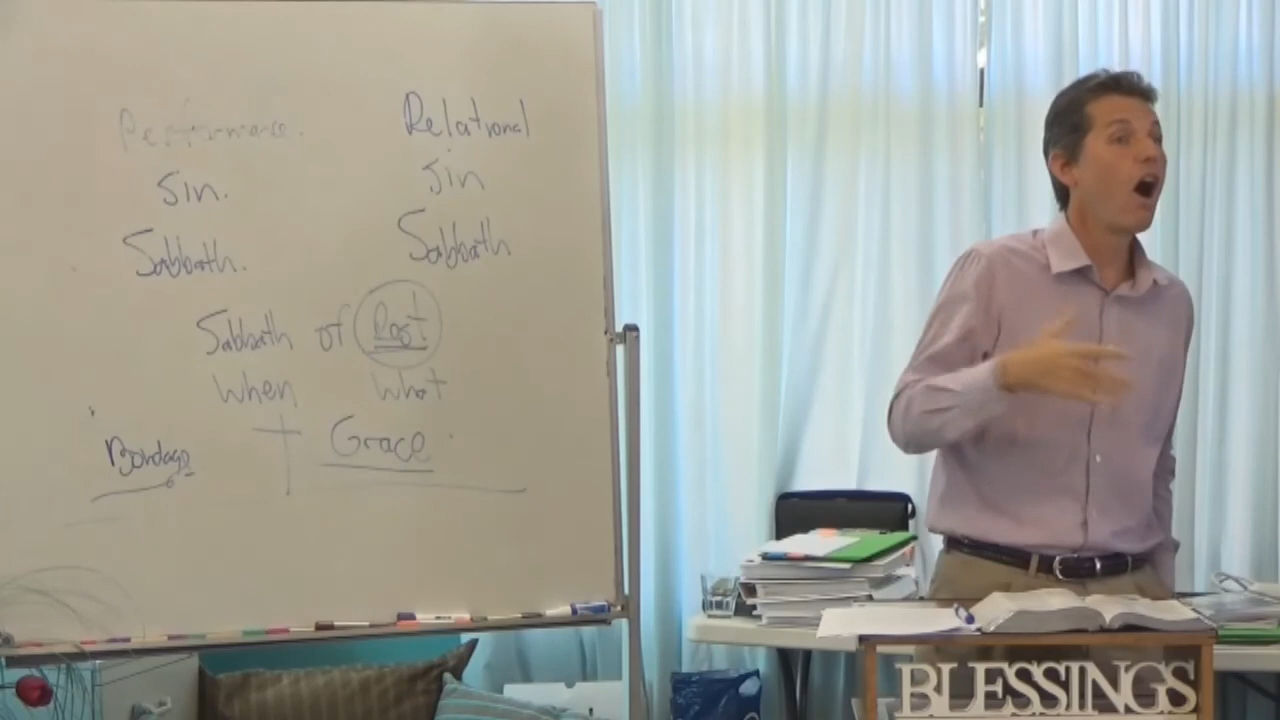 Performance. Relational
Sin. Sin
Sabbath. Sabbath
Sabbath of Rest
When What
Bondage Grace
BLESSINGS